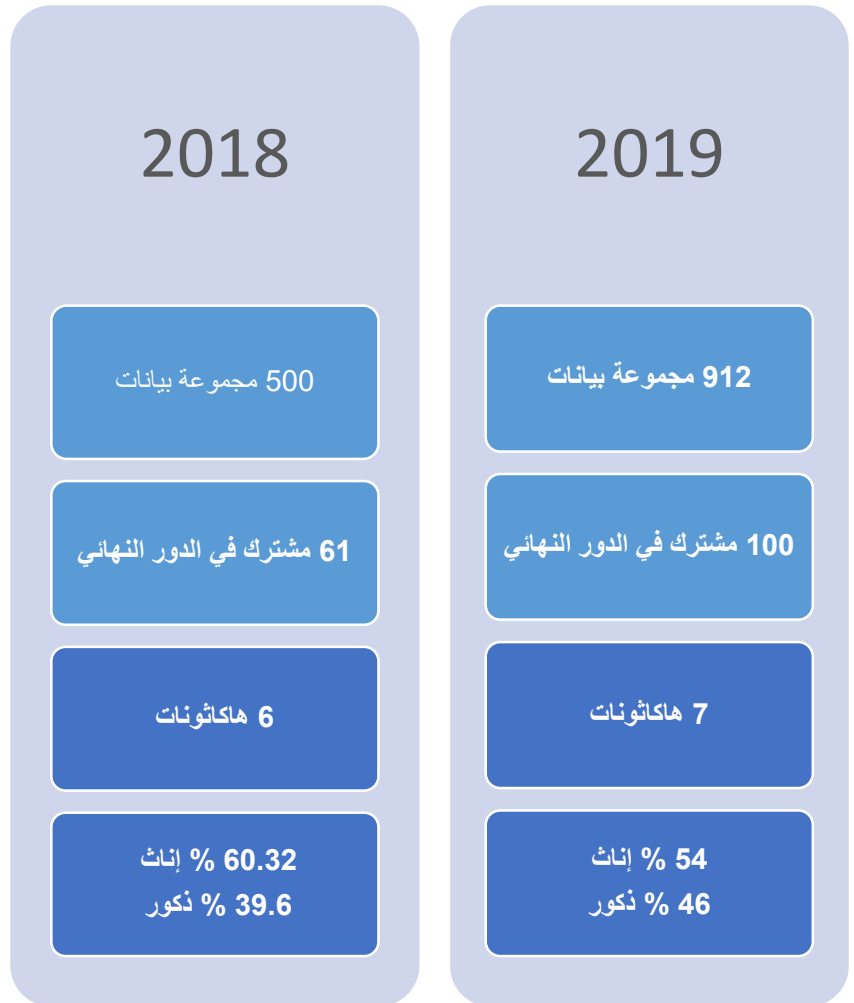 2018
500 مجموعة بيانات
61 مشترك في الدور النهائي
6 هاكاثونات
60.32 % إناث
39.6 % ذكور
2019
912 مجموعة بيانات
100 مشترك في الدور النهائي
7 هاكاثونات
54 % إناث
46 % ذكور